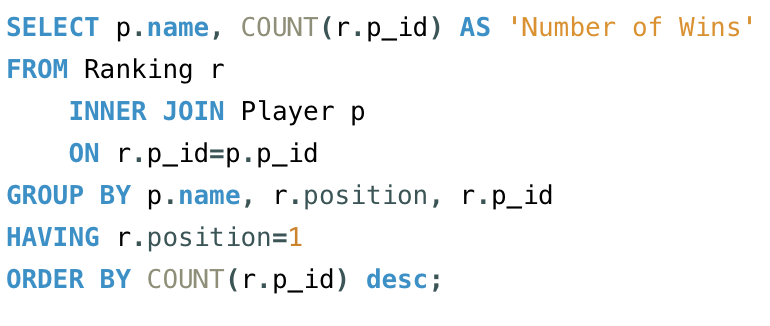 SELECT p.name, COUNT(r.p_id) AS 'Number of Wins'
FROM Ranking r
    INNER JOIN Player p
    ON r.p_id=p.p_id
GROUP BY p.name, r.position, r.p_id
HAVING r.position=1
ORDER BY COUNT(r.p_id) desc;